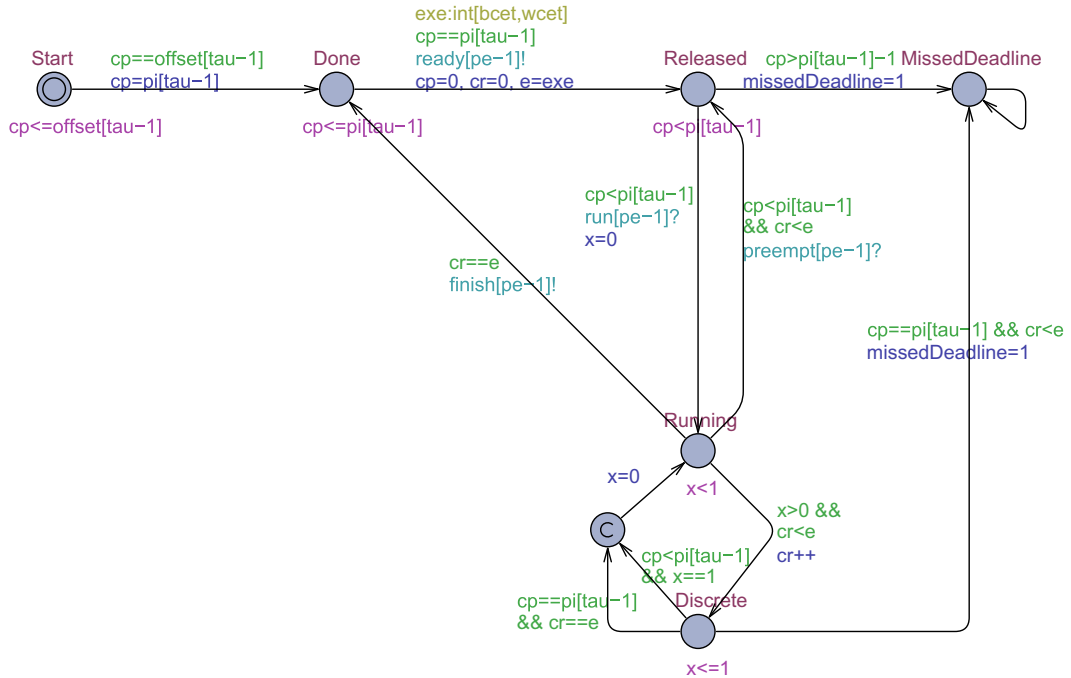 exe:int[bcet,wcet]
cp==pi[tau−1]
ready[pe−1]!
cp=0, cr=0, e=exe
Start
cp==offset[tau−1]
cp=pi[tau−1]
Done
Released
cp>pi[tau−1]−1
missedDeadline=1
MissedDeadline
cp<=offset[tau−1]
cp<=pi[tau−1]
cp<pi[tau−1]
cp<pi[tau−1]
run[pe−1]?
x=0
cp<pi[tau−1]
&& cr<e
preempt[pe−1]?
cr==e
finish[pe−1]!
cp==pi[tau−1] && cr<e
missedDeadline=1
Running
x=0
x<1
C
x>0 &&
cr<e
cr++
cp<pi[tau−1]
&& x==1
cp==pi[tau−1]
&& cr==e
Discrete
x<=1